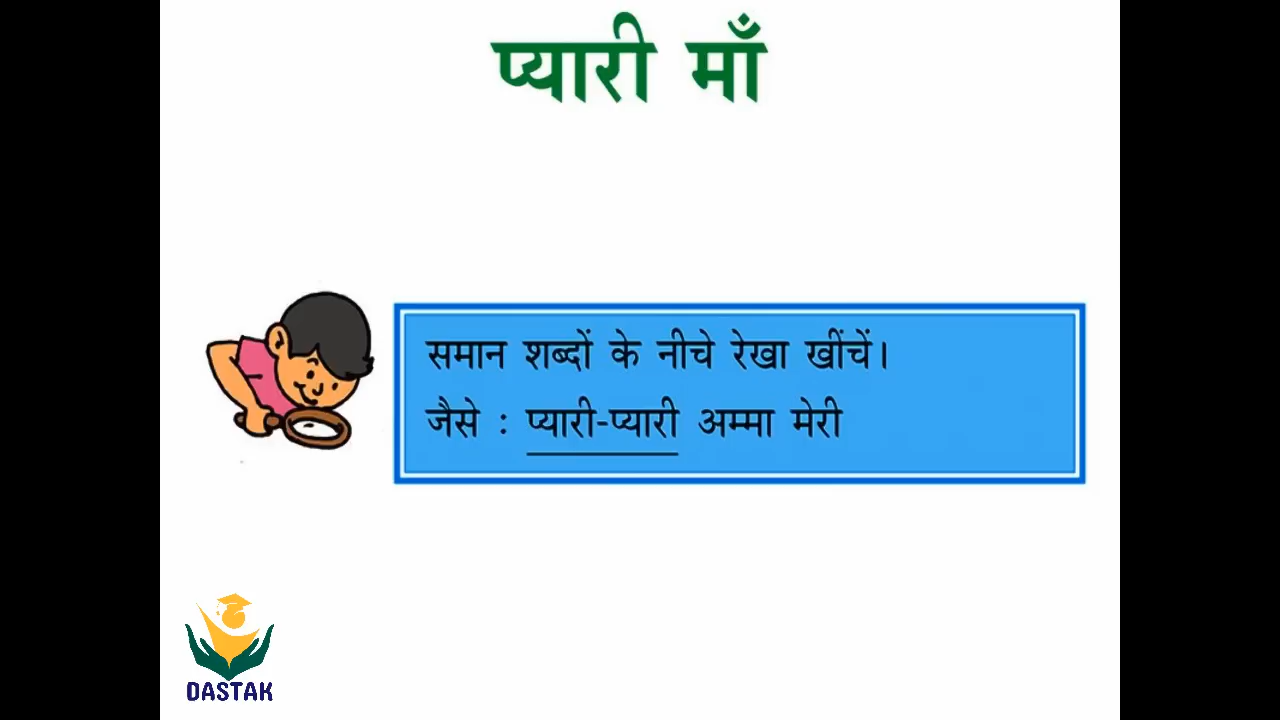 प्यारी माँ
समान शब्दों के नीचे रेखा खींचें।
जैसे : प्यारी-प्यारी अम्मा मेरी
DASTAK